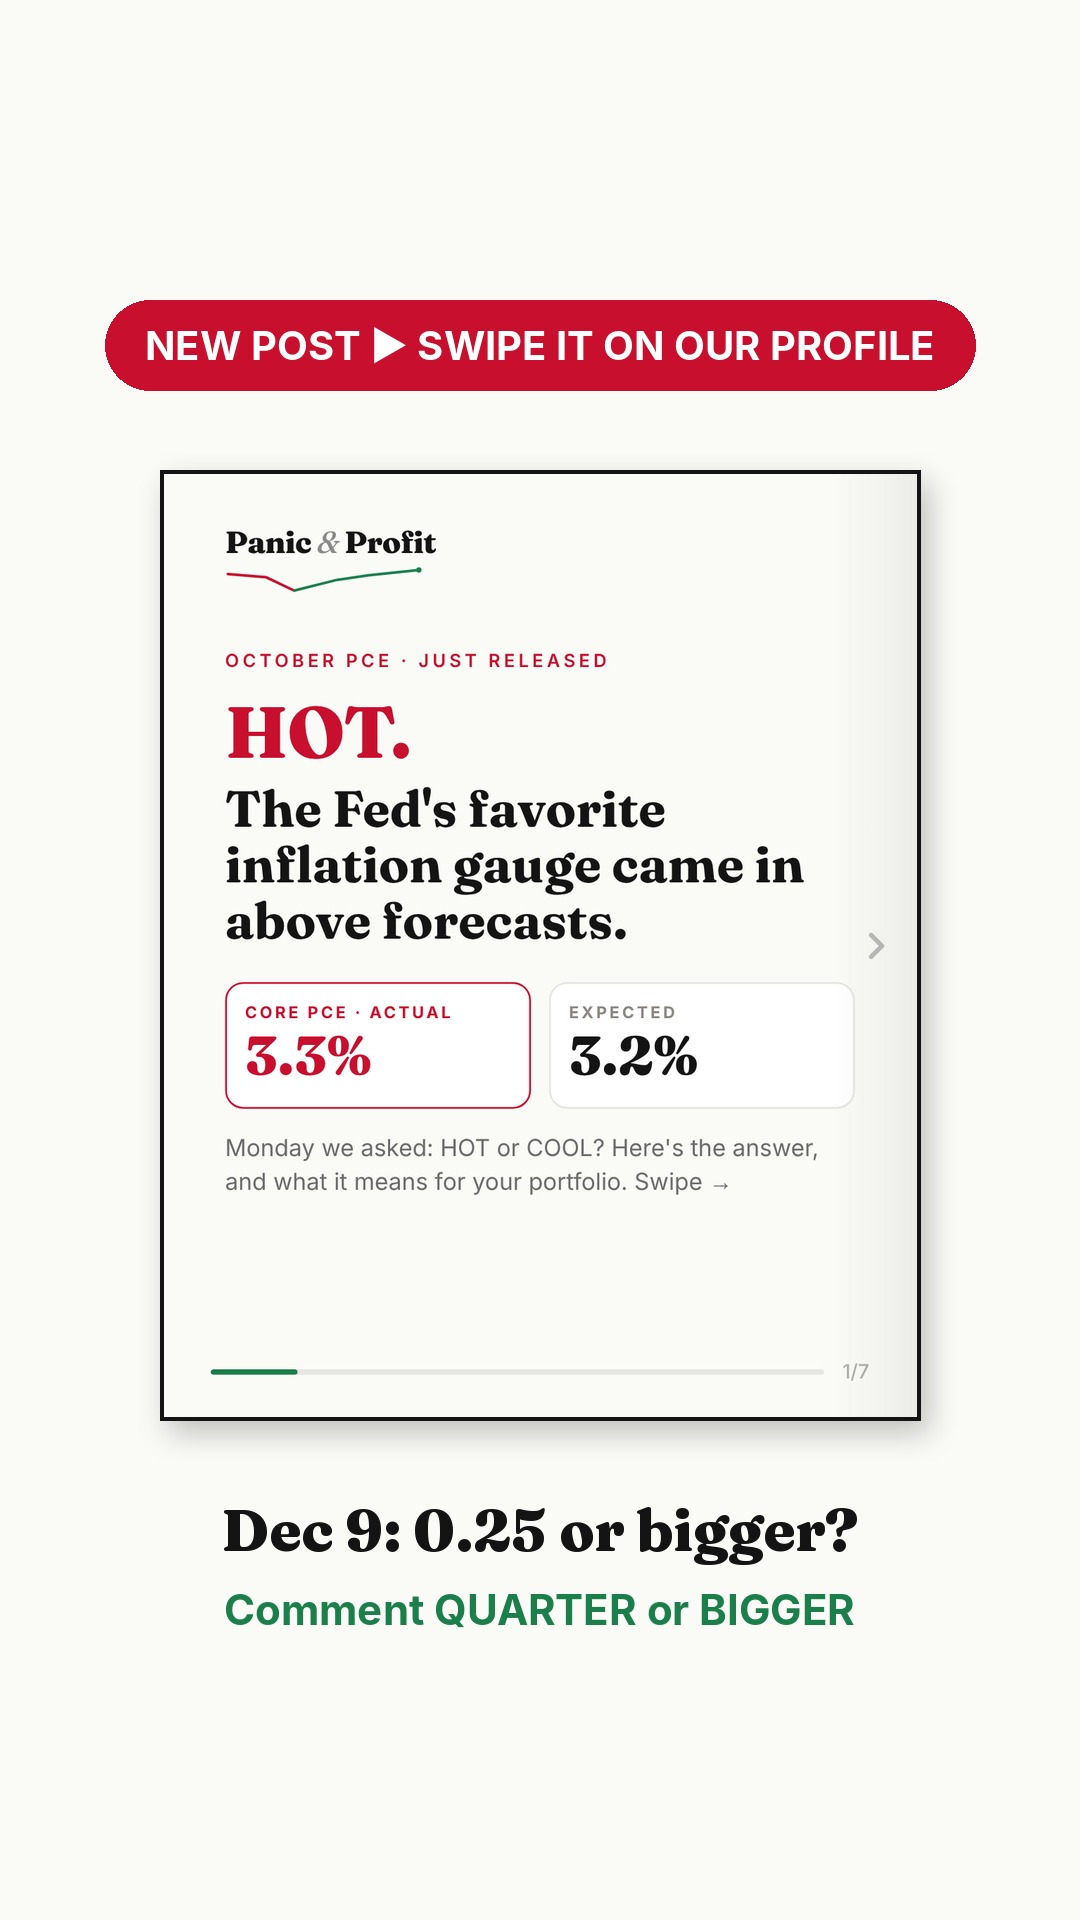 NEW POST ▶ SWIPE IT ON OUR PROFILE
Panic & Profit
OCTOBER PCE · JUST RELEASED
HOT.
The Fed's favorite
inflation gauge came in
above forecasts.
CORE PCE · ACTUAL
3.3%
EXPECTED
3.2%
Monday we asked: HOT or COOL? Here's the answer,
and what it means for your portfolio. Swipe →
1/7
Dec 9: 0.25 or bigger?
Comment QUARTER or BIGGER